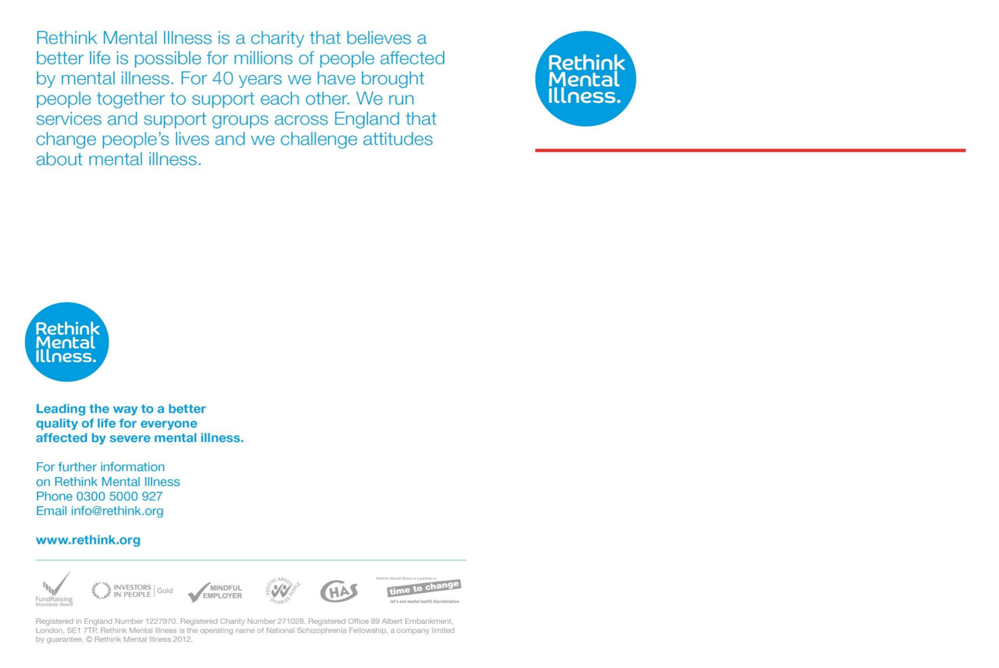 Rethink Mental Illness is a charity that believes a
better life is possible for millions of people affected
by mental illness. For 40 years we have brought
people together to support each other. We run
services and support groups across England that
change people’s lives and we challenge attitudes
about mental illness.
Rethink
Mental
Illness.
Leading the way to a better
quality of life for everyone
affected by severe mental illness.
For further information
on Rethink Mental Illness
Phone 0300 5000 927
Email info@rethink.org
www.rethink.org
FRSB
FundRaising
Standards Board
INVESTORS
IN PEOPLE
Gold
MINDFUL
EMPLOYER
POSITIVE ABOUT
DISABLED PEOPLE
CHAS
Rethink Mental Illness is a partner in:
time to change
let's end mental health discrimination
Registered in England Number 1227970. Registered Charity Number 271028. Registered Office 89 Albert Embankment,
London, SE1 7TP. Rethink Mental Illness is the operating name of National Schizophrenia Fellowship, a company limited
by guarantee. © Rethink Mental Illness 2012.
Rethink
Mental
Illness.